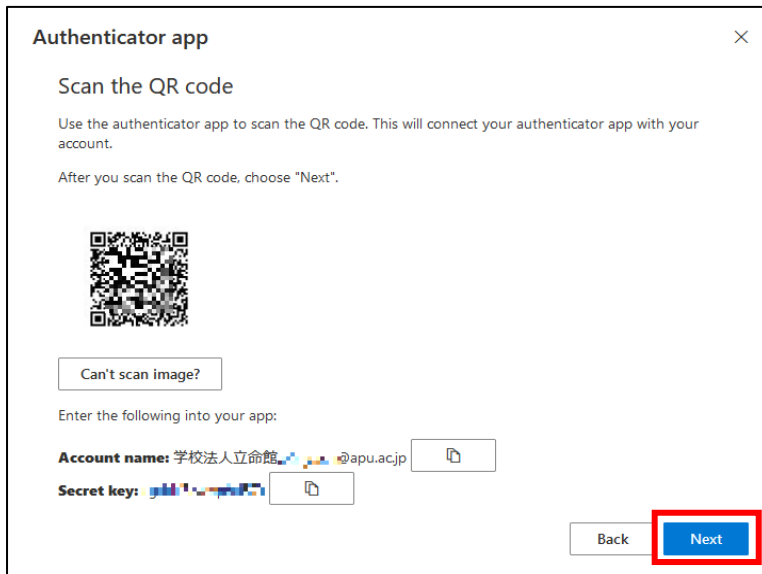 Authenticator app
Scan the QR code
Use the authenticator app to scan the QR code. This will connect your authenticator app with your
account.
After you scan the QR code, choose "Next".
Can't scan image?
Enter the following into your app:
Account name: 学校法人立命館 @apu.ac.jp
Secret key:
Back Next